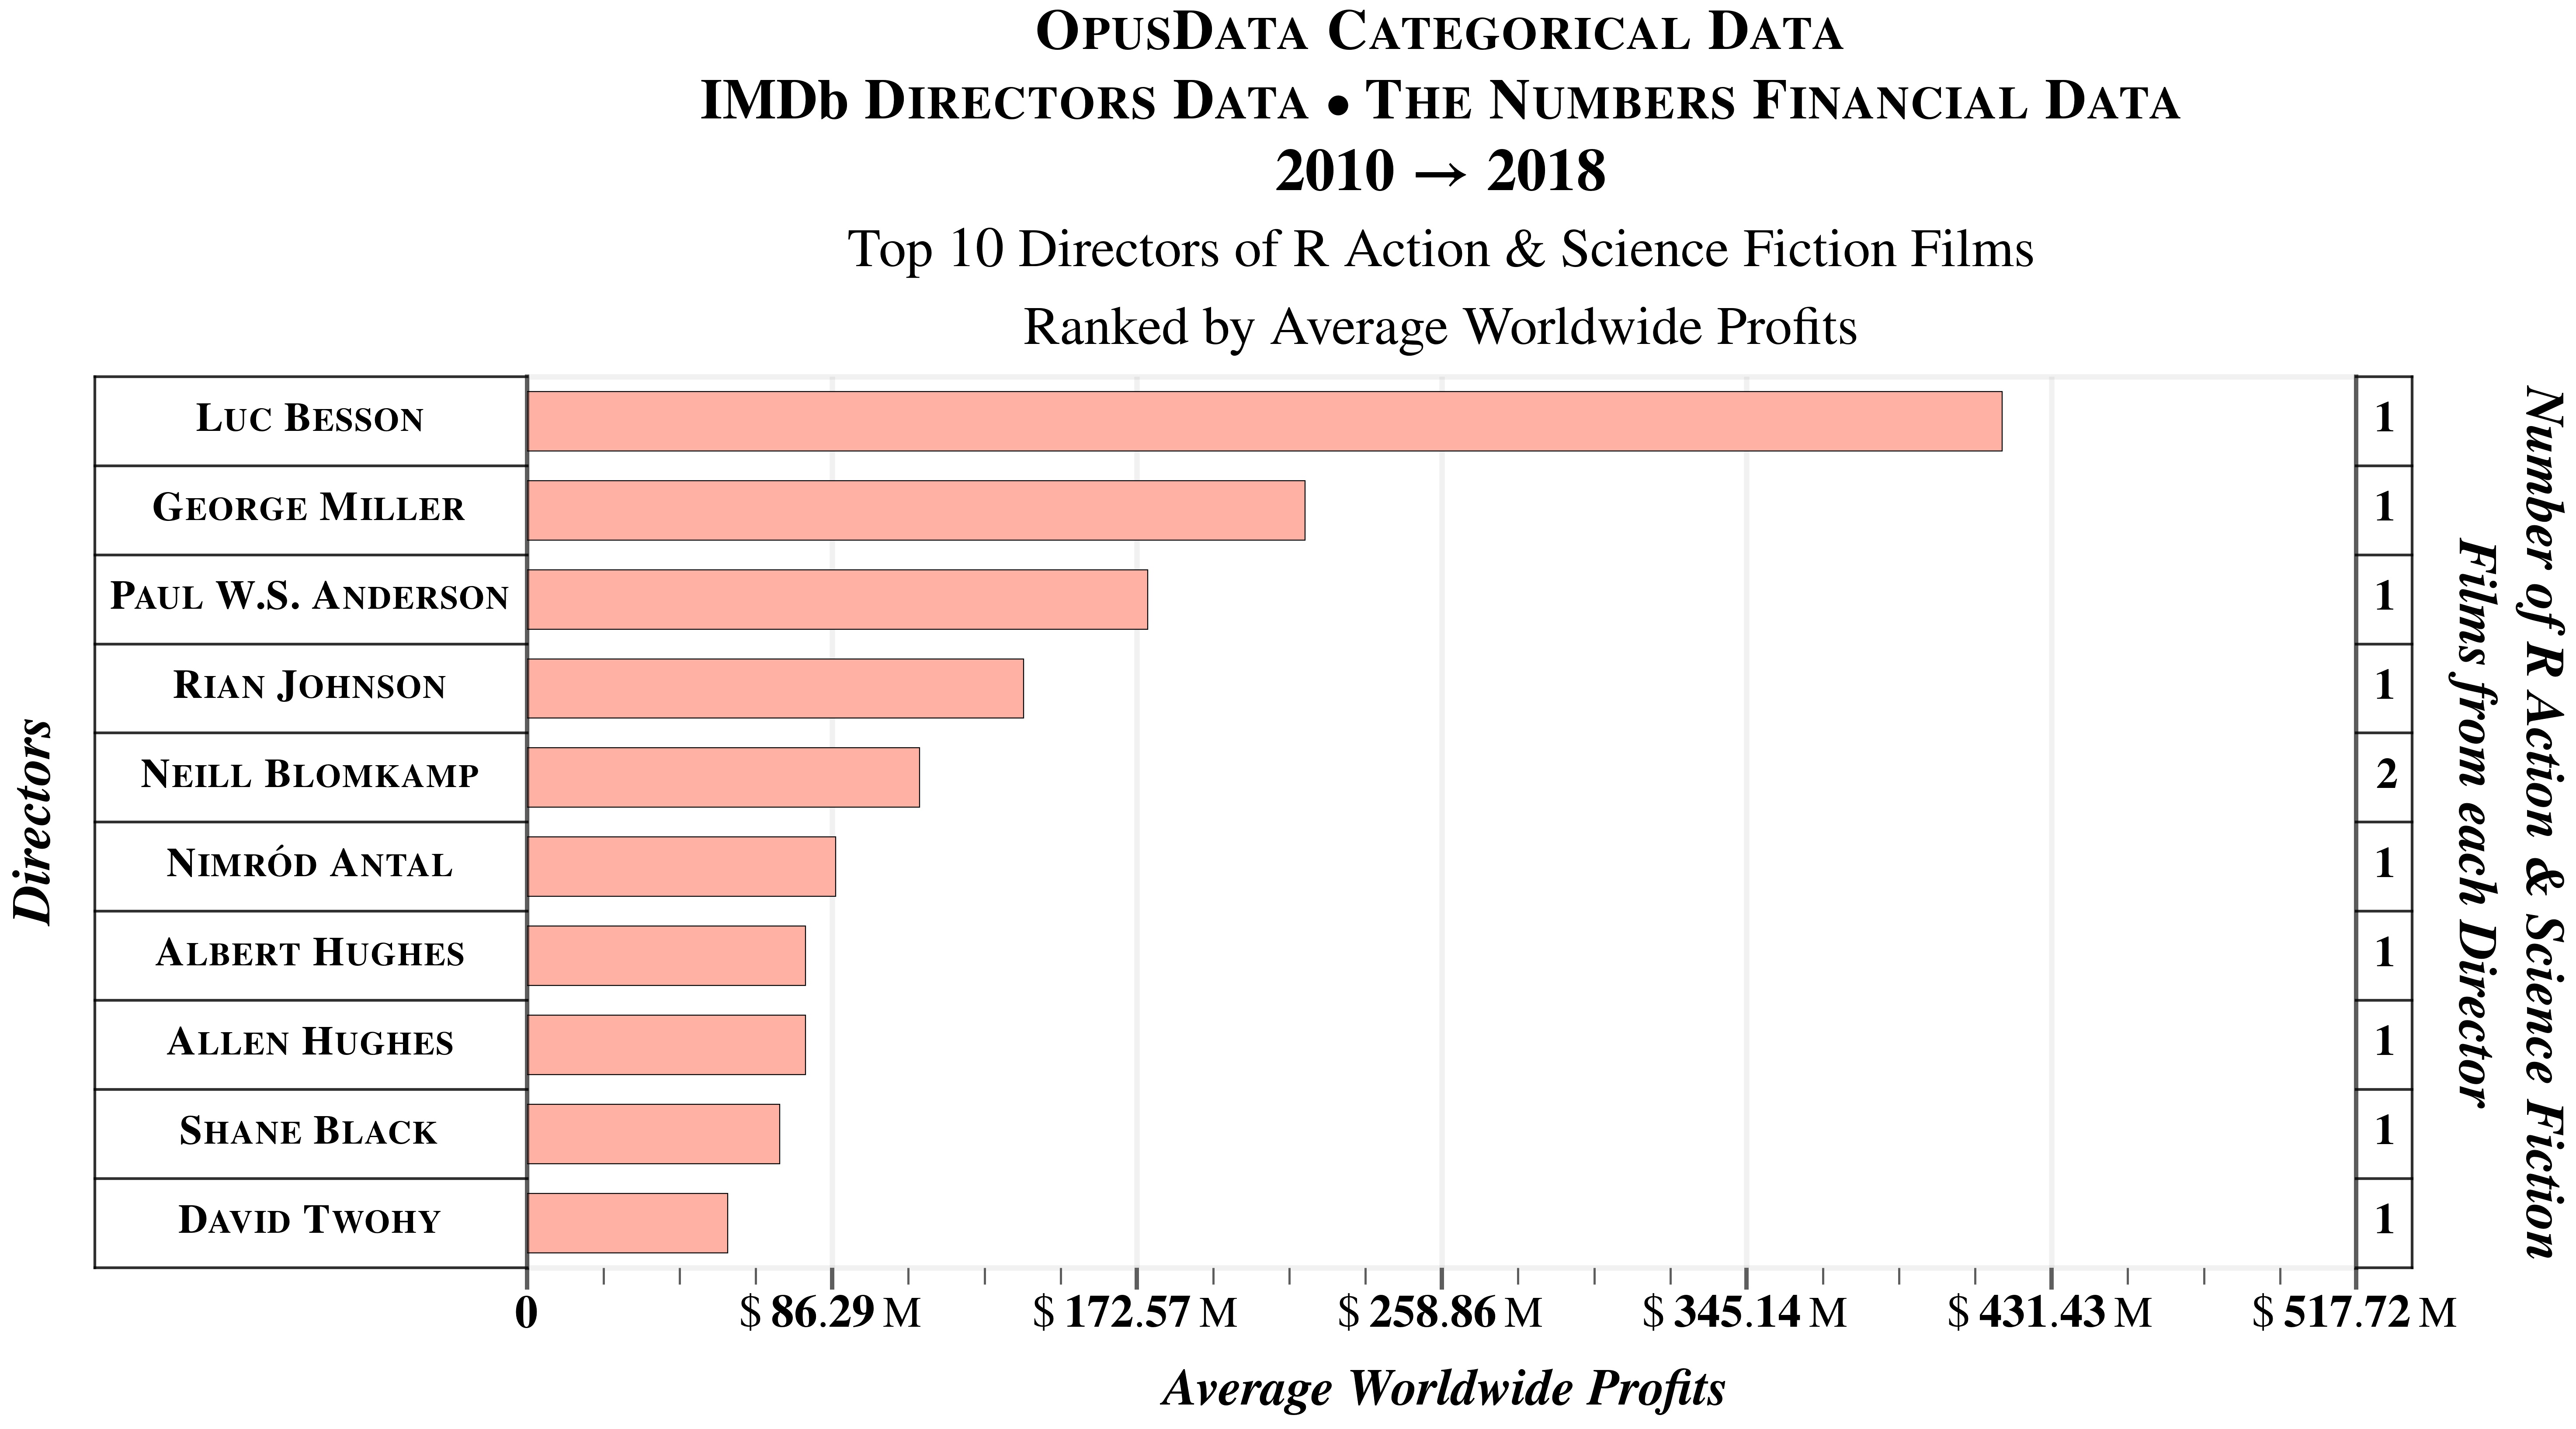 OPUSDATA CATEGORICAL DATA
IMDb DIRECTORS DATA • THE NUMBERS FINANCIAL DATA
2010 → 2018
Top 10 Directors of R Action & Science Fiction Films
Ranked by Average Worldwide Profits
Directors
LUC BESSON
GEORGE MILLER
PAUL W.S. ANDERSON
RIAN JOHNSON
NEILL BLOMKAMP
NIMRÓD ANTAL
ALBERT HUGHES
ALLEN HUGHES
SHANE BLACK
DAVID TWOHY
1
1
1
1
2
1
1
1
1
1
Number of R Action & Science Fiction
Films from each Director
0 $ 86.29 M $ 172.57 M $ 258.86 M $ 345.14 M $ 431.43 M $ 517.72 M
Average Worldwide Profits